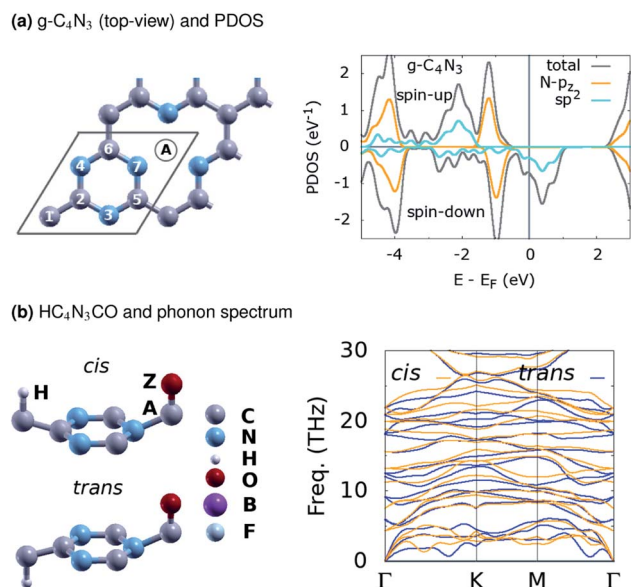 (a) g-C₄N₃ (top-view) and PDOS
A
6
4
7
2
5
1
3
PDOS (eV⁻¹)
2
1
0
-1
-2
g-C₄N₃
spin-up
total
N-p_z
sp²
spin-down
-4
-2
0
2
E - E_F (eV)
(b) HC₄N₃CO and phonon spectrum
cis
H
Z
A
trans
C
N
H
O
B
F
Freq. (THz)
30
20
10
0
cis
trans
Γ
K
M
Γ